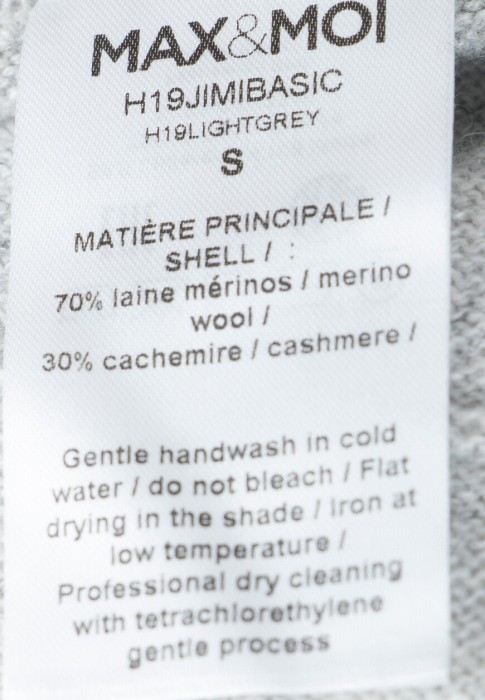 MAX&MOI
H19JIMIBASIC
H19LIGHTGREY
S
MATIÈRE PRINCIPALE /
SHELL / :
70% laine mérinos / merino
wool /
30% cachemire / cashmere /
Gentle handwash in cold
water / do not bleach / Flat
drying in the shade / Iron at
low temperature /
Professional dry cleaning
with tetrachlorethylene
gentle process